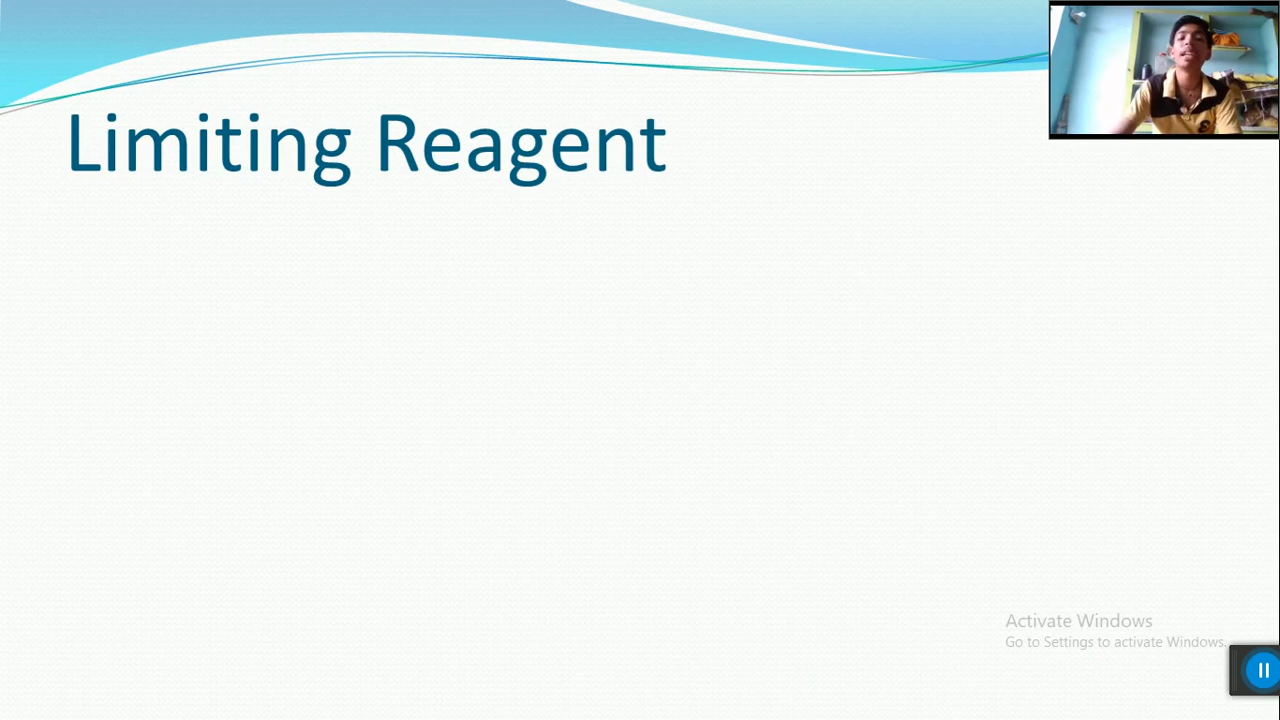 Limiting Reagent
Activate Windows
Go to Settings to activate Windows.